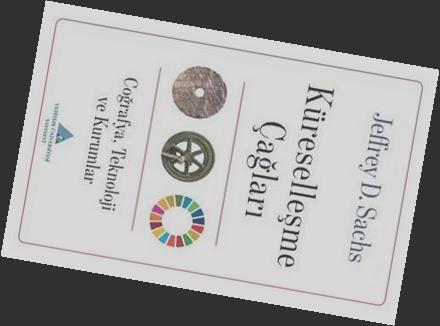 Jeffrey D. Sachs
Küreselleşme
Çağları
Coğrafya, Teknoloji
ve Kurumlar